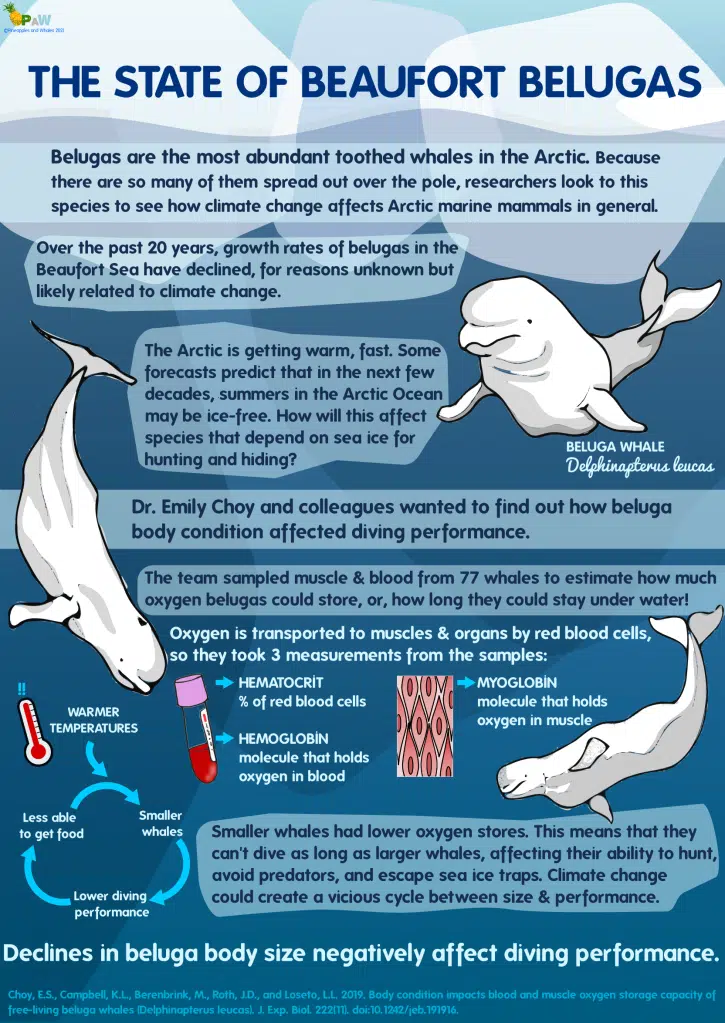 PAW
©Pineapples and Whales 2021
THE STATE OF BEAUFORT BELUGAS
Belugas are the most abundant toothed whales in the Arctic. Because
there are so many of them spread out over the pole, researchers look to this
species to see how climate change affects Arctic marine mammals in general.
Over the past 20 years, growth rates of belugas in the
Beaufort Sea have declined, for reasons unknown but
likely related to climate change.
The Arctic is getting warm, fast. Some
forecasts predict that in the next few
decades, summers in the Arctic Ocean
may be ice-free. How will this affect
species that depend on sea ice for
hunting and hiding?
BELUGA WHALE
Delphinapterus leucas
Dr. Emily Choy and colleagues wanted to find out how beluga
body condition affected diving performance.
The team sampled muscle & blood from 77 whales to estimate how much
oxygen belugas could store, or, how long they could stay under water!
Oxygen is transported to muscles & organs by red blood cells,
so they took 3 measurements from the samples:
HEMATOCRİT
% of red blood cells
HEMOGLOBİN
molecule that holds
oxygen in blood
MYOGLOBİN
molecule that holds
oxygen in muscle
!!
WARMER
TEMPERATURES
Smaller
whales
Lower diving
performance
Less able
to get food
Smaller whales had lower oxygen stores. This means that they
can't dive as long as larger whales, affecting their ability to hunt,
avoid predators, and escape sea ice traps. Climate change
could create a vicious cycle between size & performance.
Declines in beluga body size negatively affect diving performance.
Choy, E.S., Campbell, K.L., Berenbrink, M., Roth, J.D., and Loseto, L.L. 2019. Body condition impacts blood and muscle oxygen storage capacity of
free-living beluga whales (Delphinapterus leucas). J. Exp. Biol. 222(11). doi:10.1242/jeb.191916.